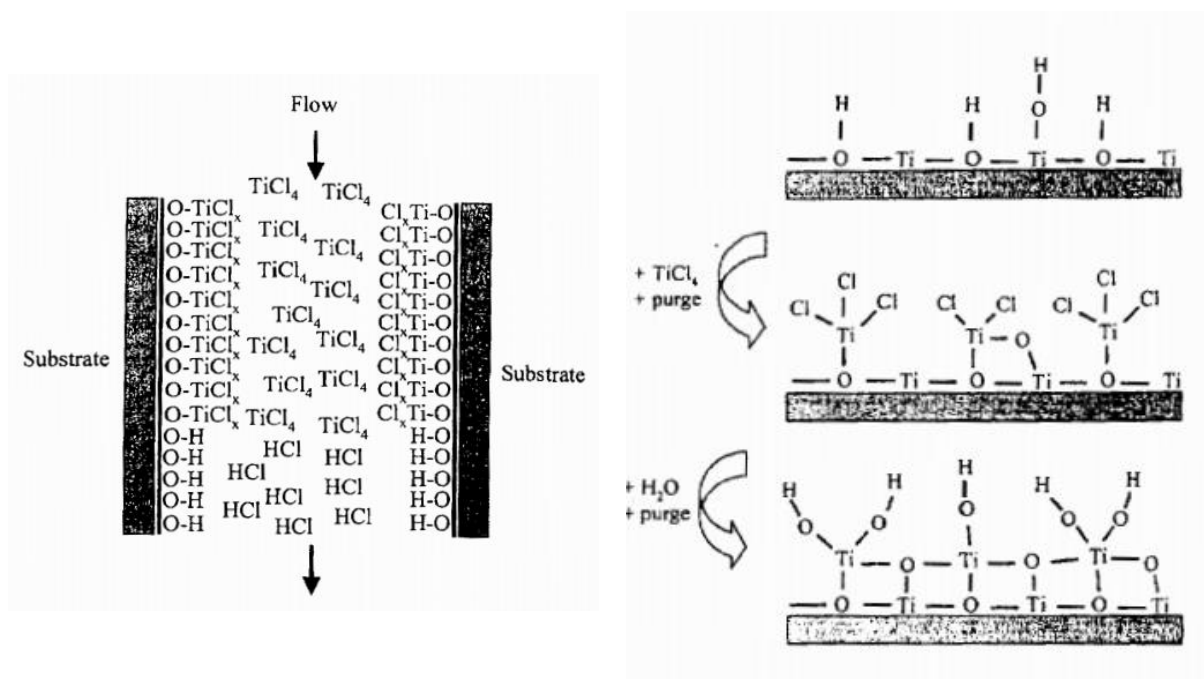 Flow
TiCl₄ TiCl₄
O-TiClₓ ClₓTi-O
O-TiClₓ TiCl₄ ClₓTi-O
O-TiClₓ TiCl₄ ClₓTi-O
O-TiClₓ TiCl₄ ClₓTi-O
O-TiClₓ TiCl₄ ClₓTi-O
O-TiClₓ TiCl₄ ClₓTi-O
O-TiClₓ TiCl₄ TiCl₄ ClₓTi-O
Substrate
O-TiClₓ ClₓTi-O
Substrate
O-TiClₓ TiCl₄ TiCl₄ ClₓTi-O
O-TiClₓ TiCl₄ TiCl₄ ClₓTi-O
O-H HCl H-O
O-H HCl H-O
O-H HCl H-O
O-H HCl HCl H-O
O-H HCl HCl HCl H-O
H
H H O H
O Ti O Ti O Ti
+ TiCl₄
+ purge
Cl Cl
Cl Cl Cl Cl Cl Cl
Ti Ti O Ti
O Ti O Ti O Ti
+ H₂O
+ purge
H H H H H
O O O O O
Ti O Ti O Ti O
O Ti O Ti O Ti